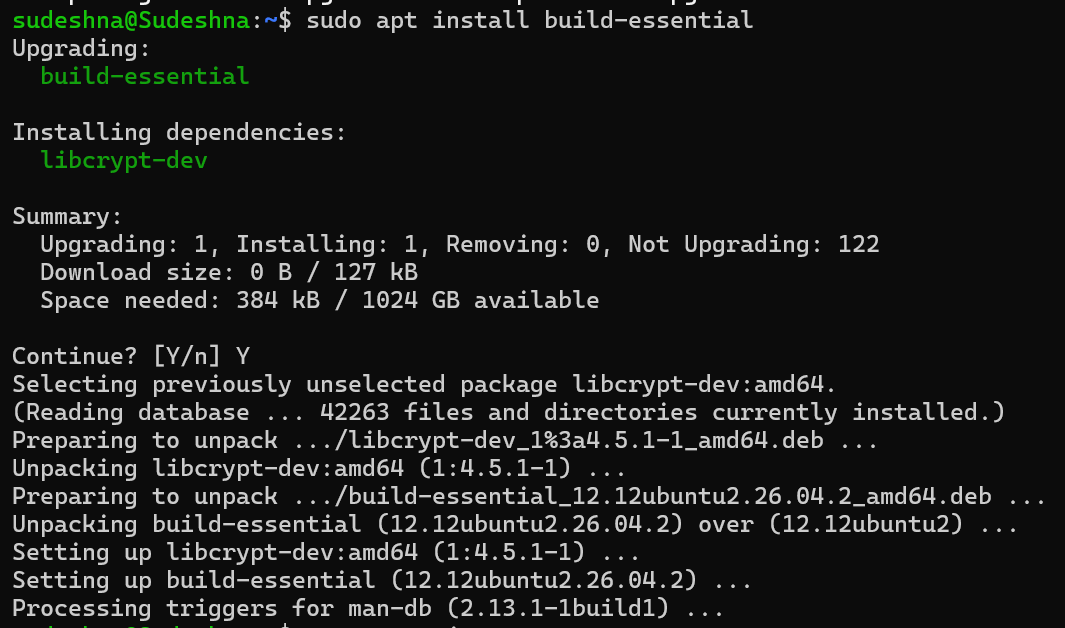 sudeshna@Sudeshna:~$ sudo apt install build-essential
Upgrading:
  build-essential

Installing dependencies:
  libcrypt-dev

Summary:
  Upgrading: 1, Installing: 1, Removing: 0, Not Upgrading: 122
  Download size: 0 B / 127 kB
  Space needed: 384 kB / 1024 GB available

Continue? [Y/n] Y
Selecting previously unselected package libcrypt-dev:amd64.
(Reading database ... 42263 files and directories currently installed.)
Preparing to unpack .../libcrypt-dev_1%3a4.5.1-1_amd64.deb ...
Unpacking libcrypt-dev:amd64 (1:4.5.1-1) ...
Preparing to unpack .../build-essential_12.12ubuntu2.26.04.2_amd64.deb ...
Unpacking build-essential (12.12ubuntu2.26.04.2) over (12.12ubuntu2) ...
Setting up libcrypt-dev:amd64 (1:4.5.1-1) ...
Setting up build-essential (12.12ubuntu2.26.04.2) ...
Processing triggers for man-db (2.13.1-1build1) ...